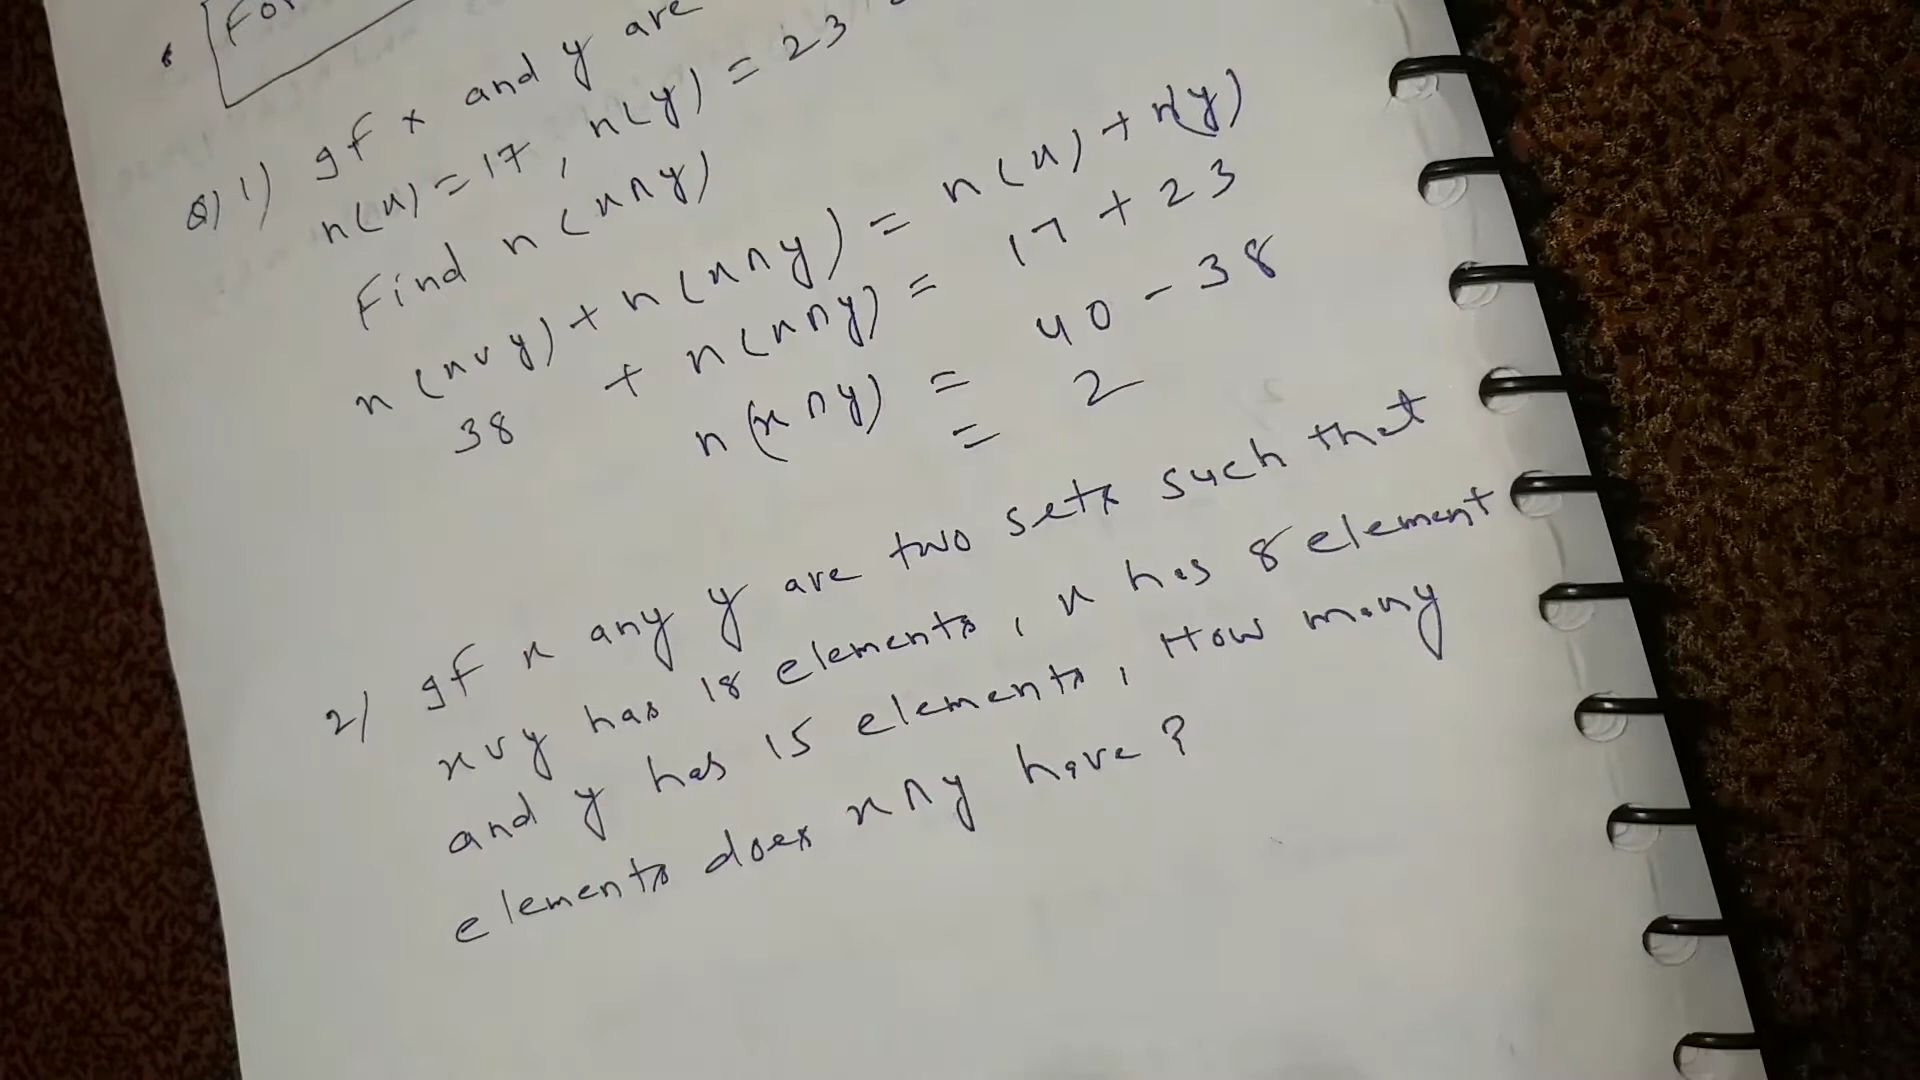 Q) 1) If x and y are
n(x) = 17, n(y) = 23
Find n(x∩y)
n(x∪y) + n(x∩y) = n(x) + n(y)
38 + n(x∩y) = 17 + 23
n(x∩y) = 40 - 38
= 2
2) If x any y are two sets such that
x∪y has 18 elements, x has 8 element
and y has 15 elements, How many
elements does x∩y have?